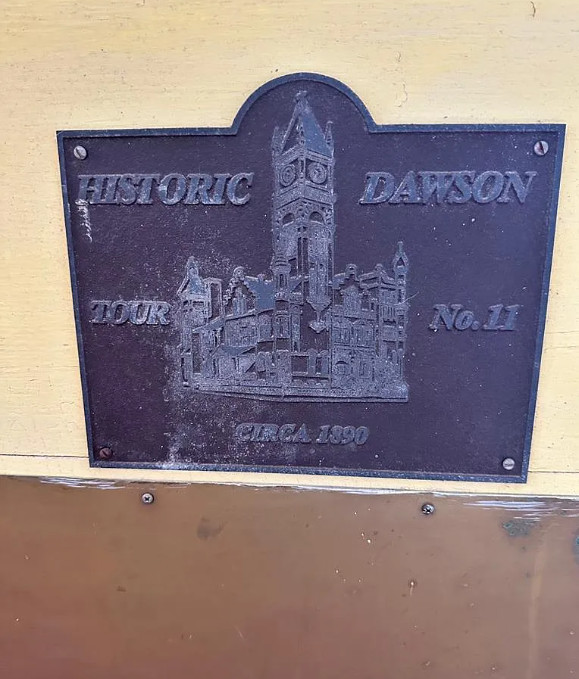 HISTORIC DAWSON
TOUR No. 11
CIRCA 1890